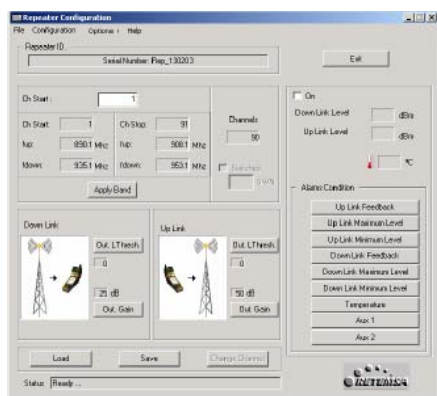 Repeater Configuration
File Configuration Options Help
Repeater ID.
Serial Number: Rep_130203
Exit
Ch Start: 1
Ch Start: 1 Ch Stop: 91
fup: 890.1 MHz fup: 908.1 MHz
fdown: 935.1 MHz fdown: 953.1 MHz
Channels
90
Apply Band
On
Down Link Level dBm
Up Link Level dBm
ºC
Alarms Condition
Up Link Feedback
Up Link Maximum Level
Up Link Minimum Level
Down Link Feedback
Down Link Maximum Level
Down Link Minimum Level
Temperature
Aux 1
Aux 2
Down Link
Out. LThresh.
0
25 dB
Out. Gain
Up Link
Out. LThresh.
0
50 dB
Out. Gain
Load Save Change Channel
Status: Ready ...